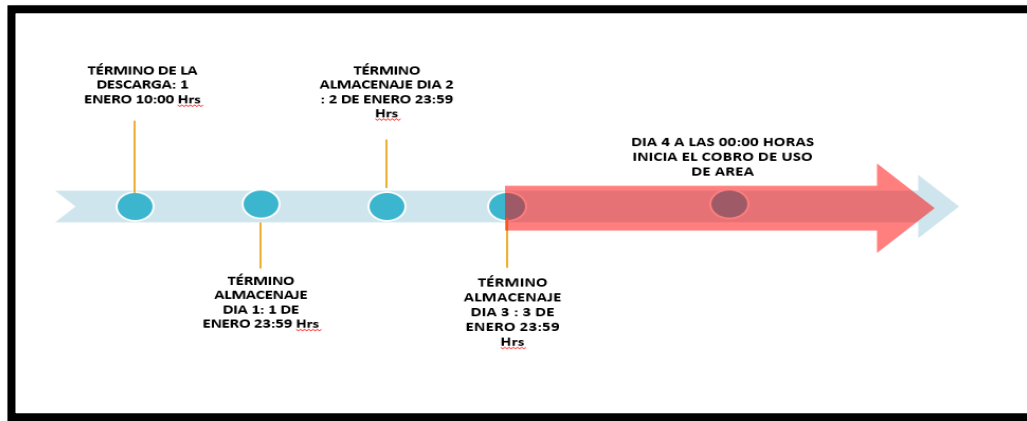 TÉRMINO DE LA
DESCARGA: 1
ENERO 10:00 Hrs
TÉRMINO
ALMACENAJE
DIA 1: 1 DE
ENERO 23:59 Hrs
TÉRMINO
ALMACENAJE DIA 2
: 2 DE ENERO 23:59
Hrs
TÉRMINO
ALMACENAJE
DIA 3 : 3 DE
ENERO 23:59
Hrs
DIA 4 A LAS 00:00 HORAS
INICIA EL COBRO DE USO
DE AREA